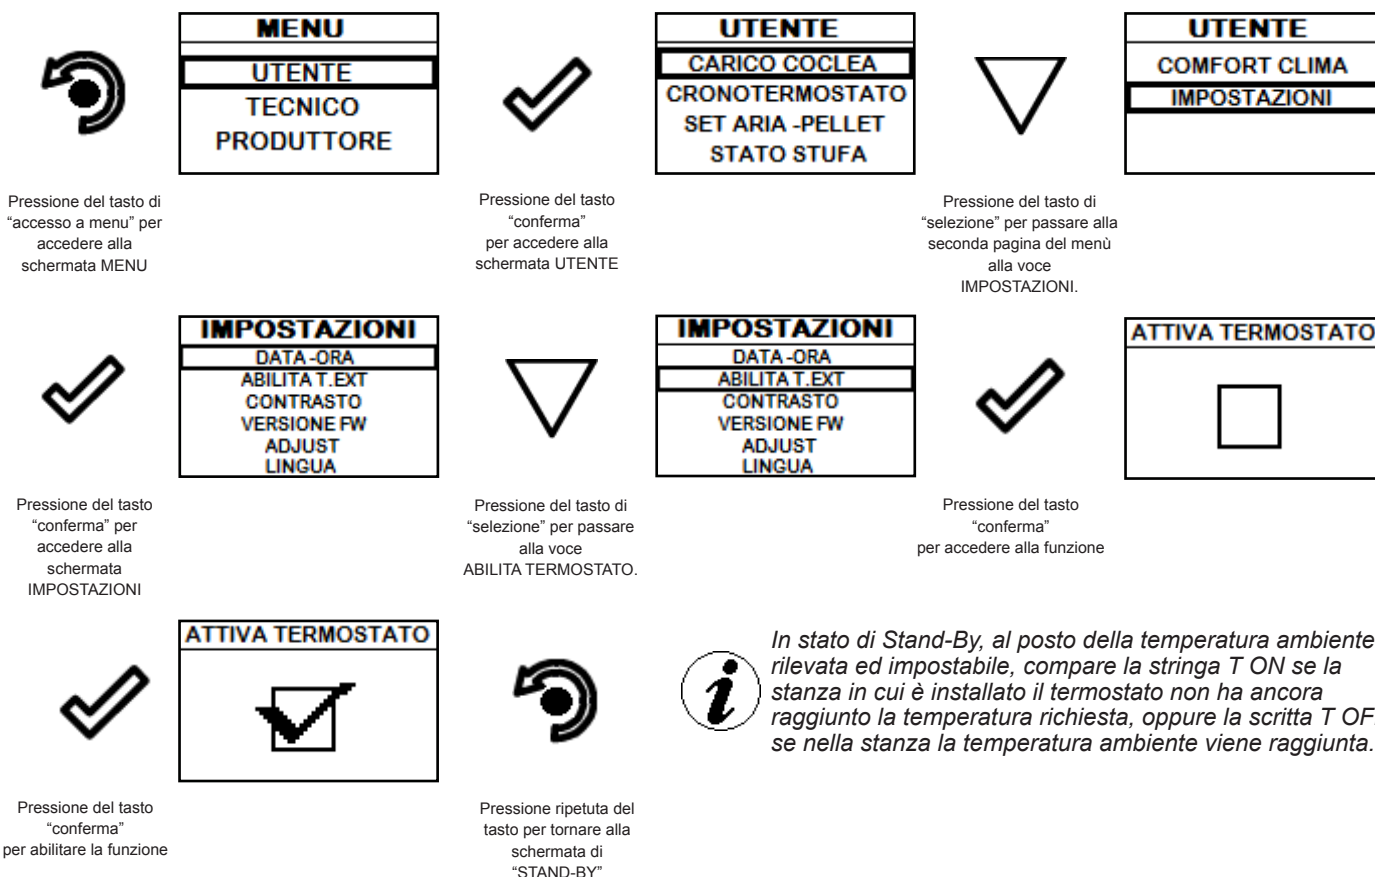 MENU
UTENTE
TECNICO
PRODUTTORE
UTENTE
CARICO COCLEA
CRONOTERMOSTATO
SET ARIA -PELLET
STATO STUFA
UTENTE
COMFORT CLIMA
IMPOSTAZIONI
Pressione del tasto di
“accesso a menu” per
accedere alla
schermata MENU
Pressione del tasto
“conferma”
per accedere alla
schermata UTENTE
Pressione del tasto di
“selezione” per passare alla
seconda pagina del menù
alla voce
IMPOSTAZIONI.
IMPOSTAZIONI
DATA -ORA
ABILITA T.EXT
CONTRASTO
VERSIONE FW
ADJUST
LINGUA
IMPOSTAZIONI
DATA -ORA
ABILITA T.EXT
CONTRASTO
VERSIONE FW
ADJUST
LINGUA
ATTIVA TERMOSTATO
Pressione del tasto
“conferma” per
accedere alla
schermata
IMPOSTAZIONI
Pressione del tasto di
“selezione” per passare
alla voce
ABILITA TERMOSTATO.
Pressione del tasto
“conferma”
per accedere alla funzione
ATTIVA TERMOSTATO
In stato di Stand-By, al posto della temperatura ambiente
rilevata ed impostabile, compare la stringa T ON se la
stanza in cui è installato il termostato non ha ancora
raggiunto la temperatura richiesta, oppure la scritta T
se nella stanza la temperatura ambiente viene raggiunta.
Pressione del tasto
“conferma”
per abilitare la funzione
Pressione ripetuta del
tasto per tornare alla
schermata di
“STAND-BY”